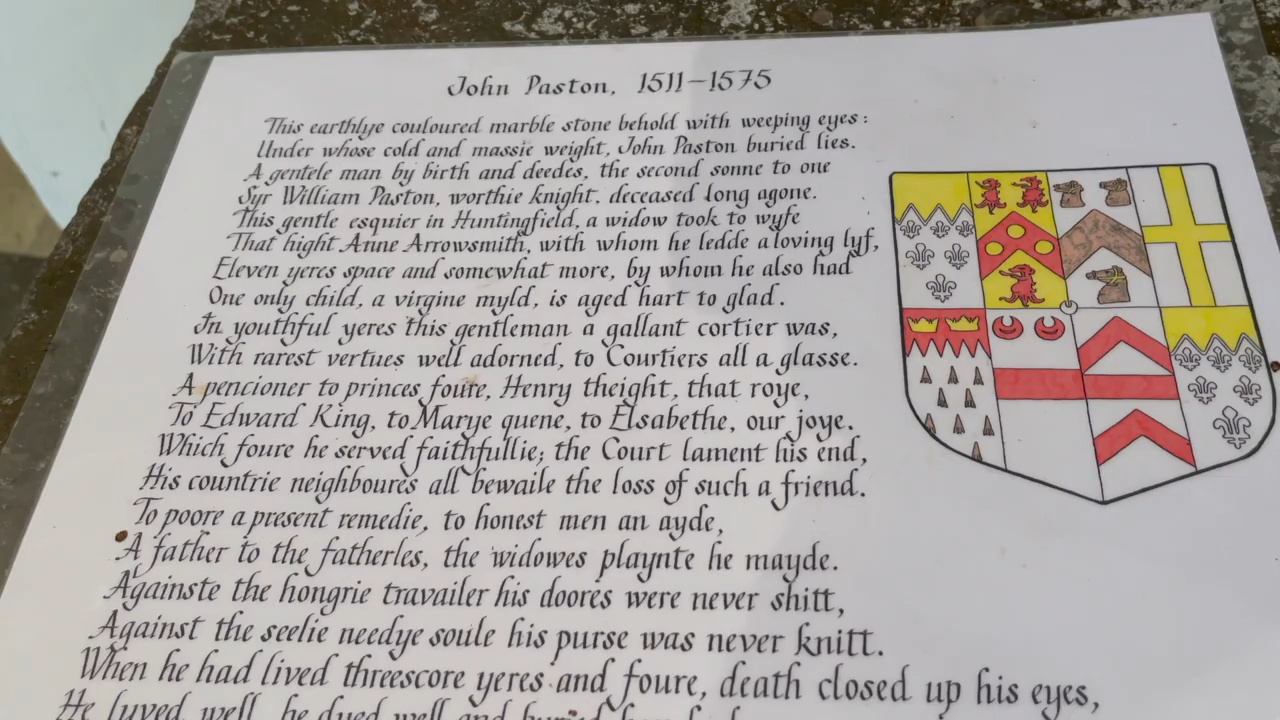 John Paston, 1511-1575
This earthlye couloured marble stone behold with weeping eyes:
Under whose cold and massie weight, John Paston buried lies.
A gentele man by birth and deedes, the second sonne to one
Syr William Paston, worthie knight, deceased long agone.
This gentle esquier in Huntingfield, a widow took to wyfe
That hight Anne Arrowsmith, with whom he ledde a loving lyf,
Eleven yeres space and somewhat more, by whom he also had
One only child, a virgine myld, is aged hart to glad.
In youthful yeres this gentleman a gallant cortier was,
With rarest vertues well adorned, to Courtiers all a glasse.
A pencioner to princes foure, Henry theight, that roye,
To Edward King, to Marye quene, to Elsabethe, our joye.
Which foure he served faithfullie; the Court lament his end,
His countrie neighboures all bewaile the loss of such a friend.
To poore a present remedie, to honest men an ayde,
A father to the fatherles, the widowes playnte he mayde.
Againste the hongrie travailer his doores were never shitt,
Against the seelie needye soule his purse was never knitt.
When he had lived threescore yeres and foure, death closed up his eyes,
He lyved well, he dyed well and